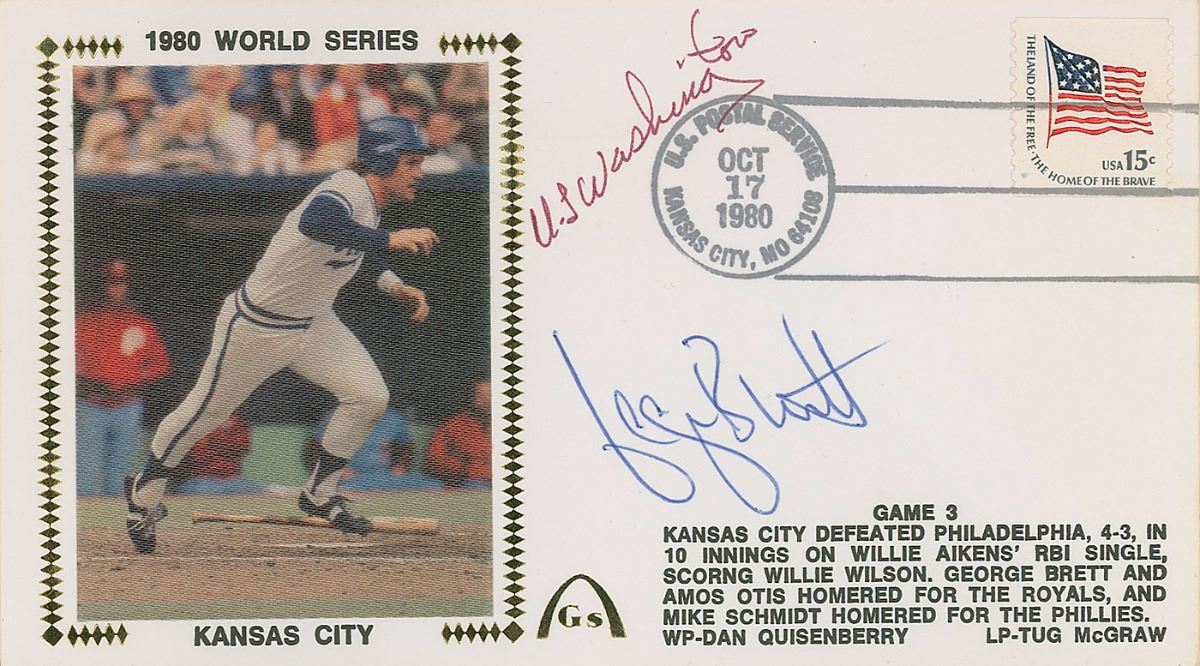 1980 WORLD SERIES
U.L. Washington
THE LAND OF THE FREE · THE HOME OF THE BRAVE
USA 15c
U.S. POSTAL SERVICE
OCT
17
1980
KANSAS CITY, MO 64108
George Brett
GAME 3
KANSAS CITY DEFEATED PHILADELPHIA, 4-3, IN
10 INNINGS ON WILLIE AIKENS' RBI SINGLE,
SCORNG WILLIE WILSON. GEORGE BRETT AND
AMOS OTIS HOMERED FOR THE ROYALS, AND
MIKE SCHMIDT HOMERED FOR THE PHILLIES.
WP-DAN QUISENBERRY LP-TUG McGRAW
Gs
KANSAS CITY